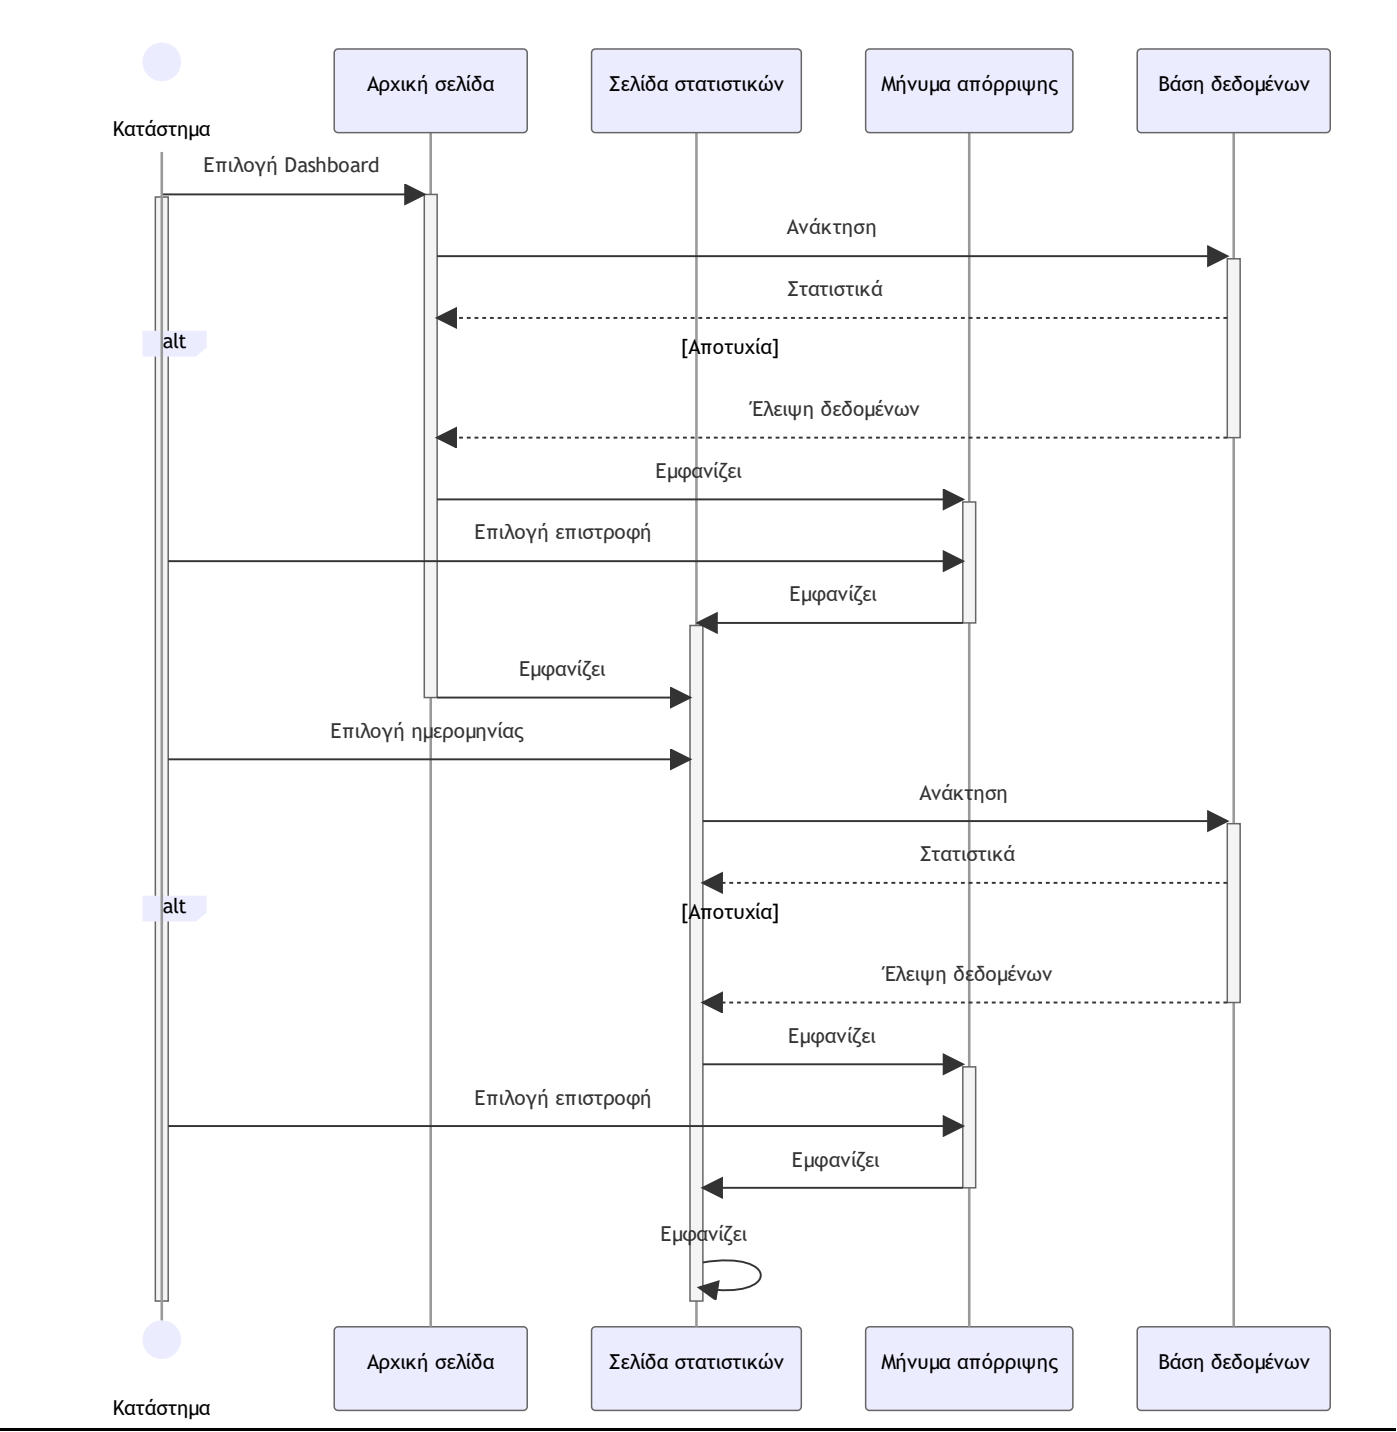 Κατάστημα
Αρχική σελίδα
Σελίδα στατιστικών
Μήνυμα απόρριψης
Βάση δεδομένων
Επιλογή Dashboard
Ανάκτηση
Στατιστικά
alt
[Αποτυχία]
Έλειψη δεδομένων
Εμφανίζει
Επιλογή επιστροφή
Εμφανίζει
Εμφανίζει
Επιλογή ημερομηνίας
Ανάκτηση
Στατιστικά
alt
[Αποτυχία]
Έλειψη δεδομένων
Εμφανίζει
Επιλογή επιστροφή
Εμφανίζει
Εμφανίζει
Αρχική σελίδα
Σελίδα στατιστικών
Μήνυμα απόρριψης
Βάση δεδομένων
Κατάστημα